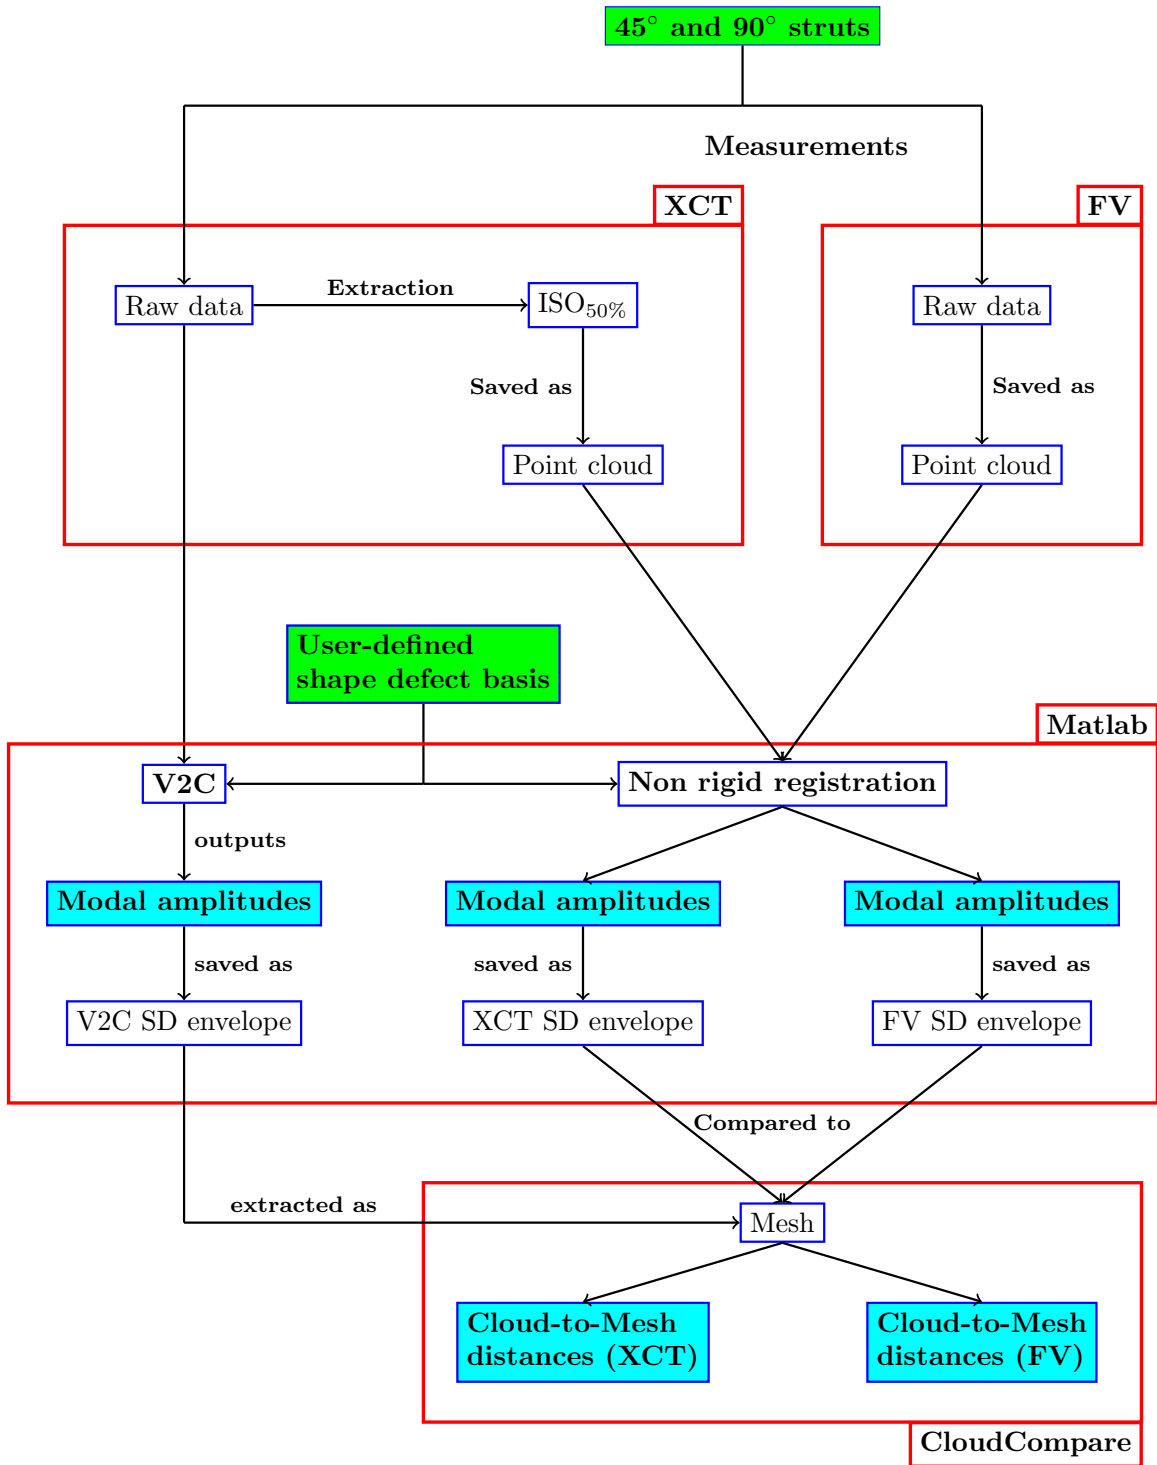 45° and 90° struts
Measurements
XCT
FV
Raw data
Extraction
ISO50%
Raw data
Saved as
Saved as
Point cloud
Point cloud
User-defined
shape defect basis
Matlab
V2C
Non rigid registration
outputs
Modal amplitudes
Modal amplitudes
Modal amplitudes
saved as
saved as
saved as
V2C SD envelope
XCT SD envelope
FV SD envelope
Compared to
extracted as
Mesh
Cloud-to-Mesh
distances (XCT)
Cloud-to-Mesh
distances (FV)
CloudCompare